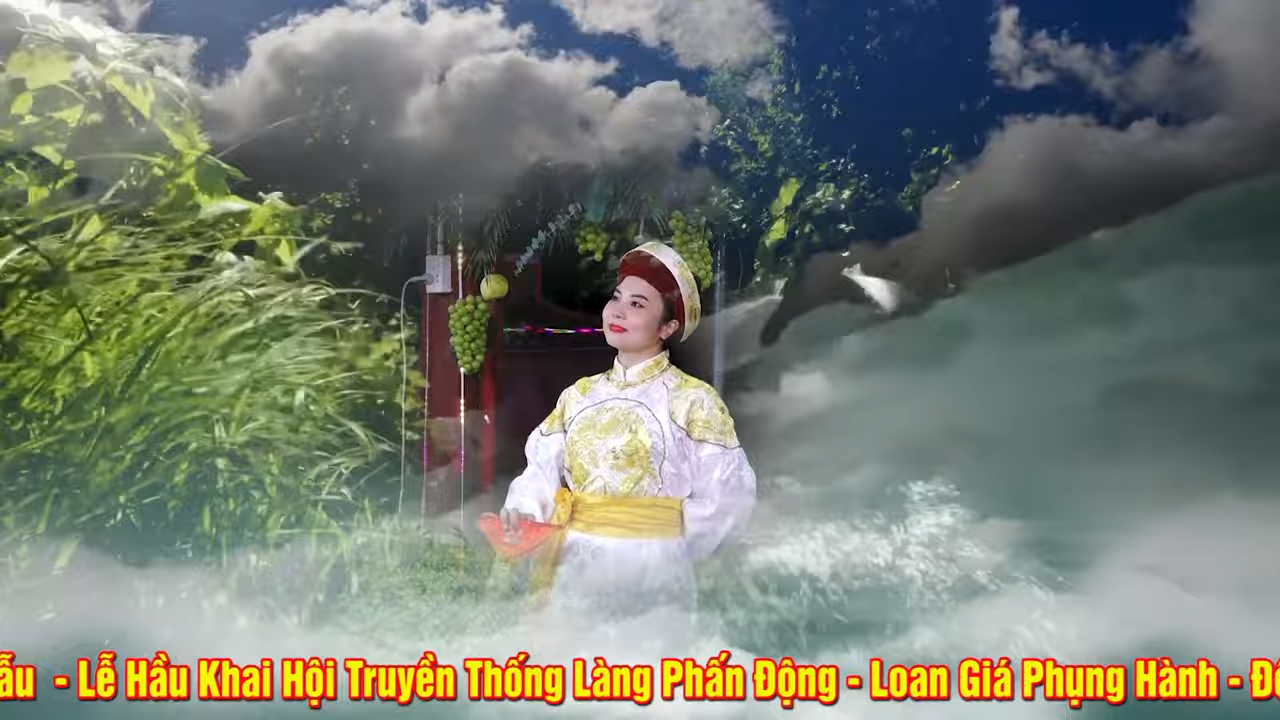 - Lễ Hầu Khai Hội Truyền Thống Làng Phấn Động - Loan Giá Phụng Hành -